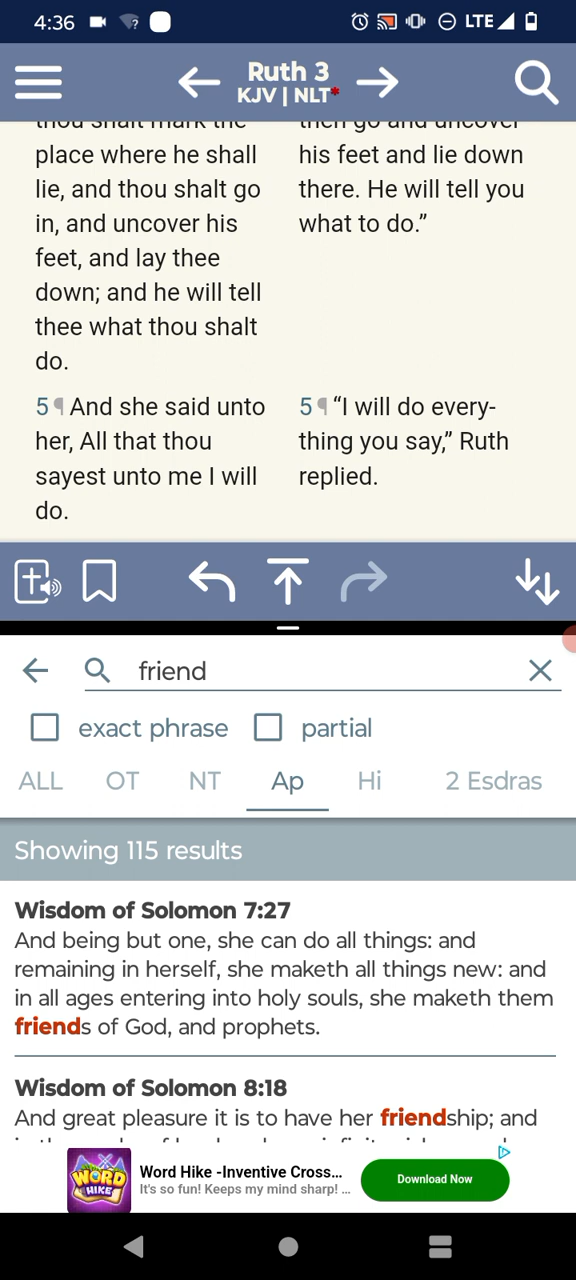 4:36
LTE
Ruth 3
KJV | NLT*
thou shalt mark the
place where he shall
lie, and thou shalt go
in, and uncover his
feet, and lay thee
down; and he will tell
thee what thou shalt
do.
then go and uncover
his feet and lie down
there. He will tell you
what to do.”
5 ¶ And she said unto
her, All that thou
sayest unto me I will
do.
5 ¶ “I will do every-
thing you say,” Ruth
replied.
friend
exact phrase
partial
ALL OT NT Ap Hi 2 Esdras
Showing 115 results
Wisdom of Solomon 7:27
And being but one, she can do all things: and
remaining in herself, she maketh all things new: and
in all ages entering into holy souls, she maketh them
friends of God, and prophets.
Wisdom of Solomon 8:18
And great pleasure it is to have her friendship; and
WORD
HIKE
Word Hike -Inventive Cross...
It's so fun! Keeps my mind sharp! ...
Download Now